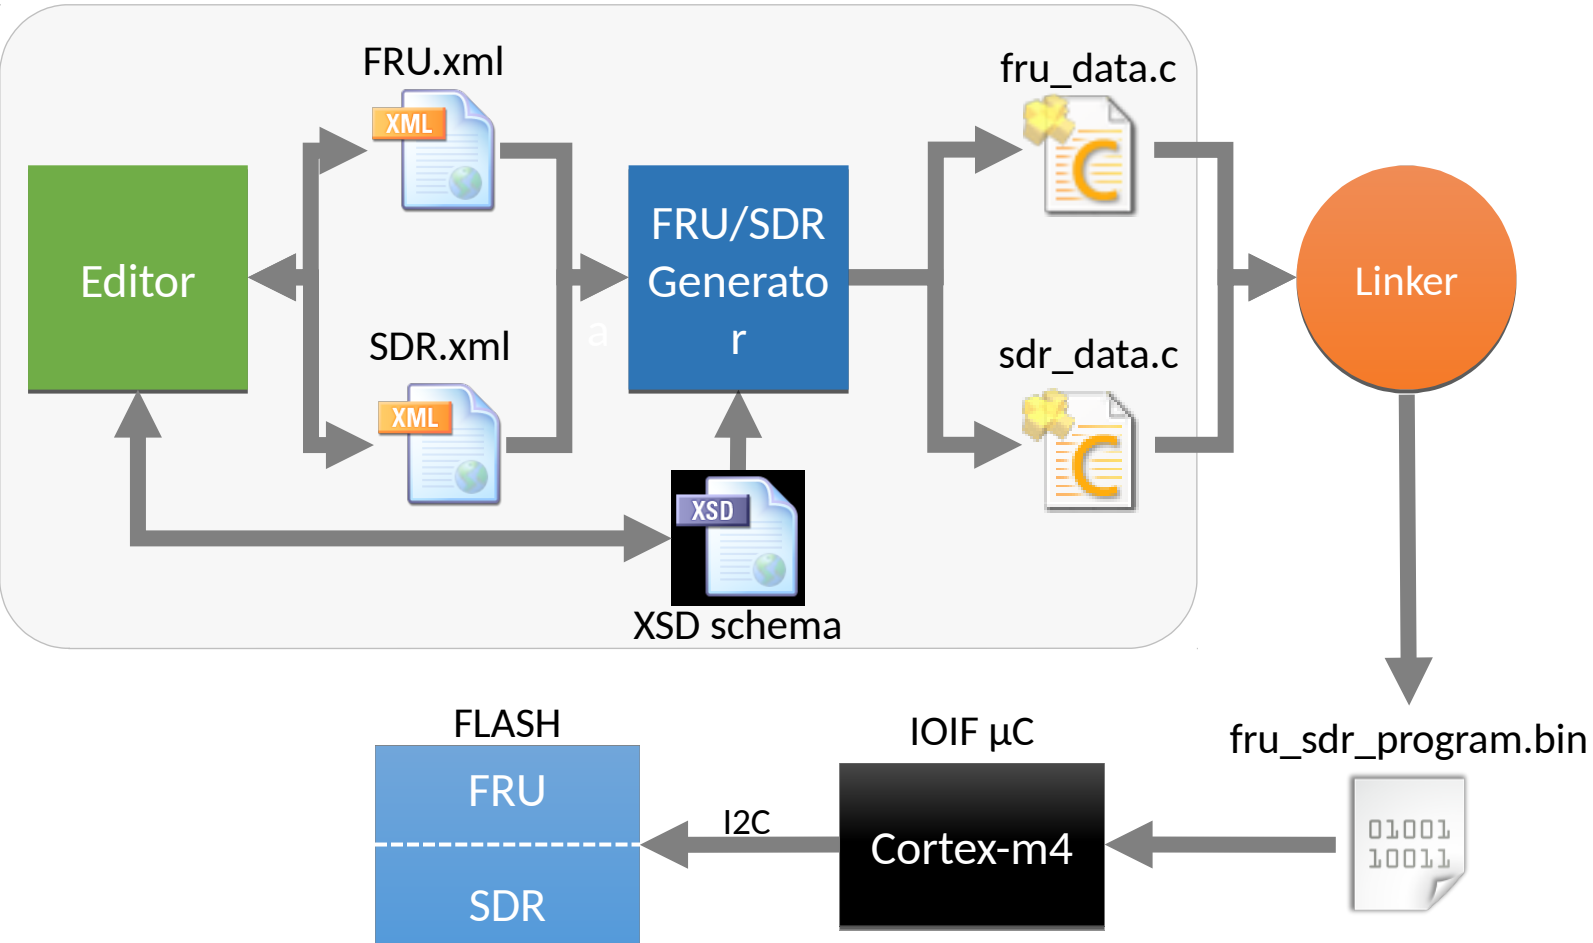 FRU.xml
XML
fru_data.c
C
Editor
FRU/SDR
Generato
r
a
Linker
SDR.xml
XML
sdr_data.c
C
XSD
XSD schema
FLASH
FRU
SDR
I2C
IOIF µC
Cortex-m4
fru_sdr_program.bin
01001
10011